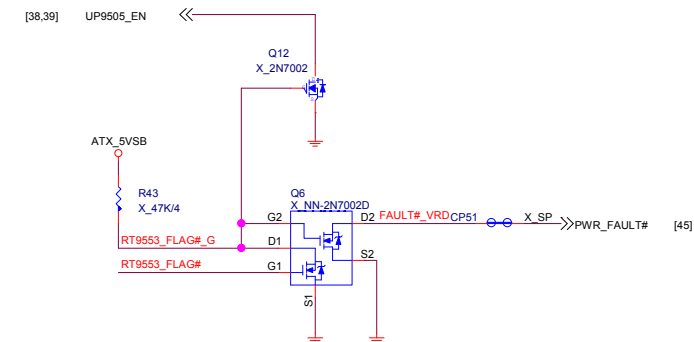 [38,39] UP9505_EN
Q12
X_2N7002
ATX_5VSB
R43
X_47K/4
Q6
X_NN-2N7002D
G2
D2 FAULT#_VRD CP51 X_SP PWR_FAULT# [45]
RT9553_FLAG#_G D1
S2
RT9553_FLAG# G1
S1